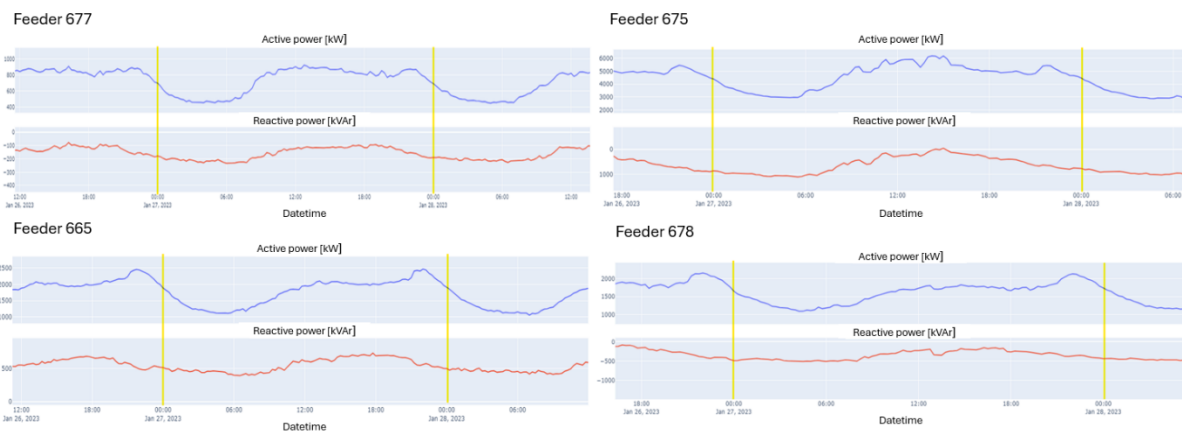 Feeder 677
Active power [kW]
1000
800
600
400
Reactive power [kVAr]
0
−100
−200
−300
−400
12:00 18:00 00:00 06:00 12:00 18:00 00:00 06:00 12:00
Jan 26, 2023 Jan 27, 2023 Jan 28, 2023
Datetime
Feeder 675
Active power [kW]
6000
5000
4000
3000
2000
Reactive power [kVAr]
0
1000
18:00 00:00 06:00 12:00 18:00 00:00 06:00
Jan 26, 2023 Jan 27, 2023 Jan 28, 2023
Datetime
Feeder 665
Active power [kW]
2500
2000
1500
1000
Reactive power [kVAr]
500
0
12:00 18:00 00:00 06:00 12:00 18:00 00:00 06:00
Jan 26, 2023 Jan 27, 2023 Jan 28, 2023
Datetime
Feeder 678
Active power [kW]
2000
1500
1000
Reactive power [kVAr]
0
−500
−1000
18:00 00:00 06:00 12:00 18:00 00:00
Jan 26, 2023 Jan 27, 2023 Jan 28, 2023
Datetime